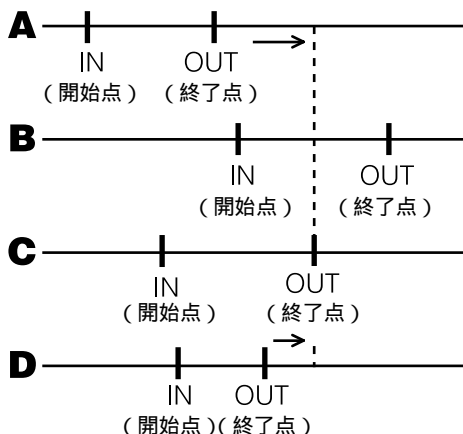 A
IN OUT
（開始点） （終了点）
B
IN OUT
（開始点） （終了点）
C
IN OUT
（開始点） （終了点）
D
IN OUT
（開始点）（終了点）